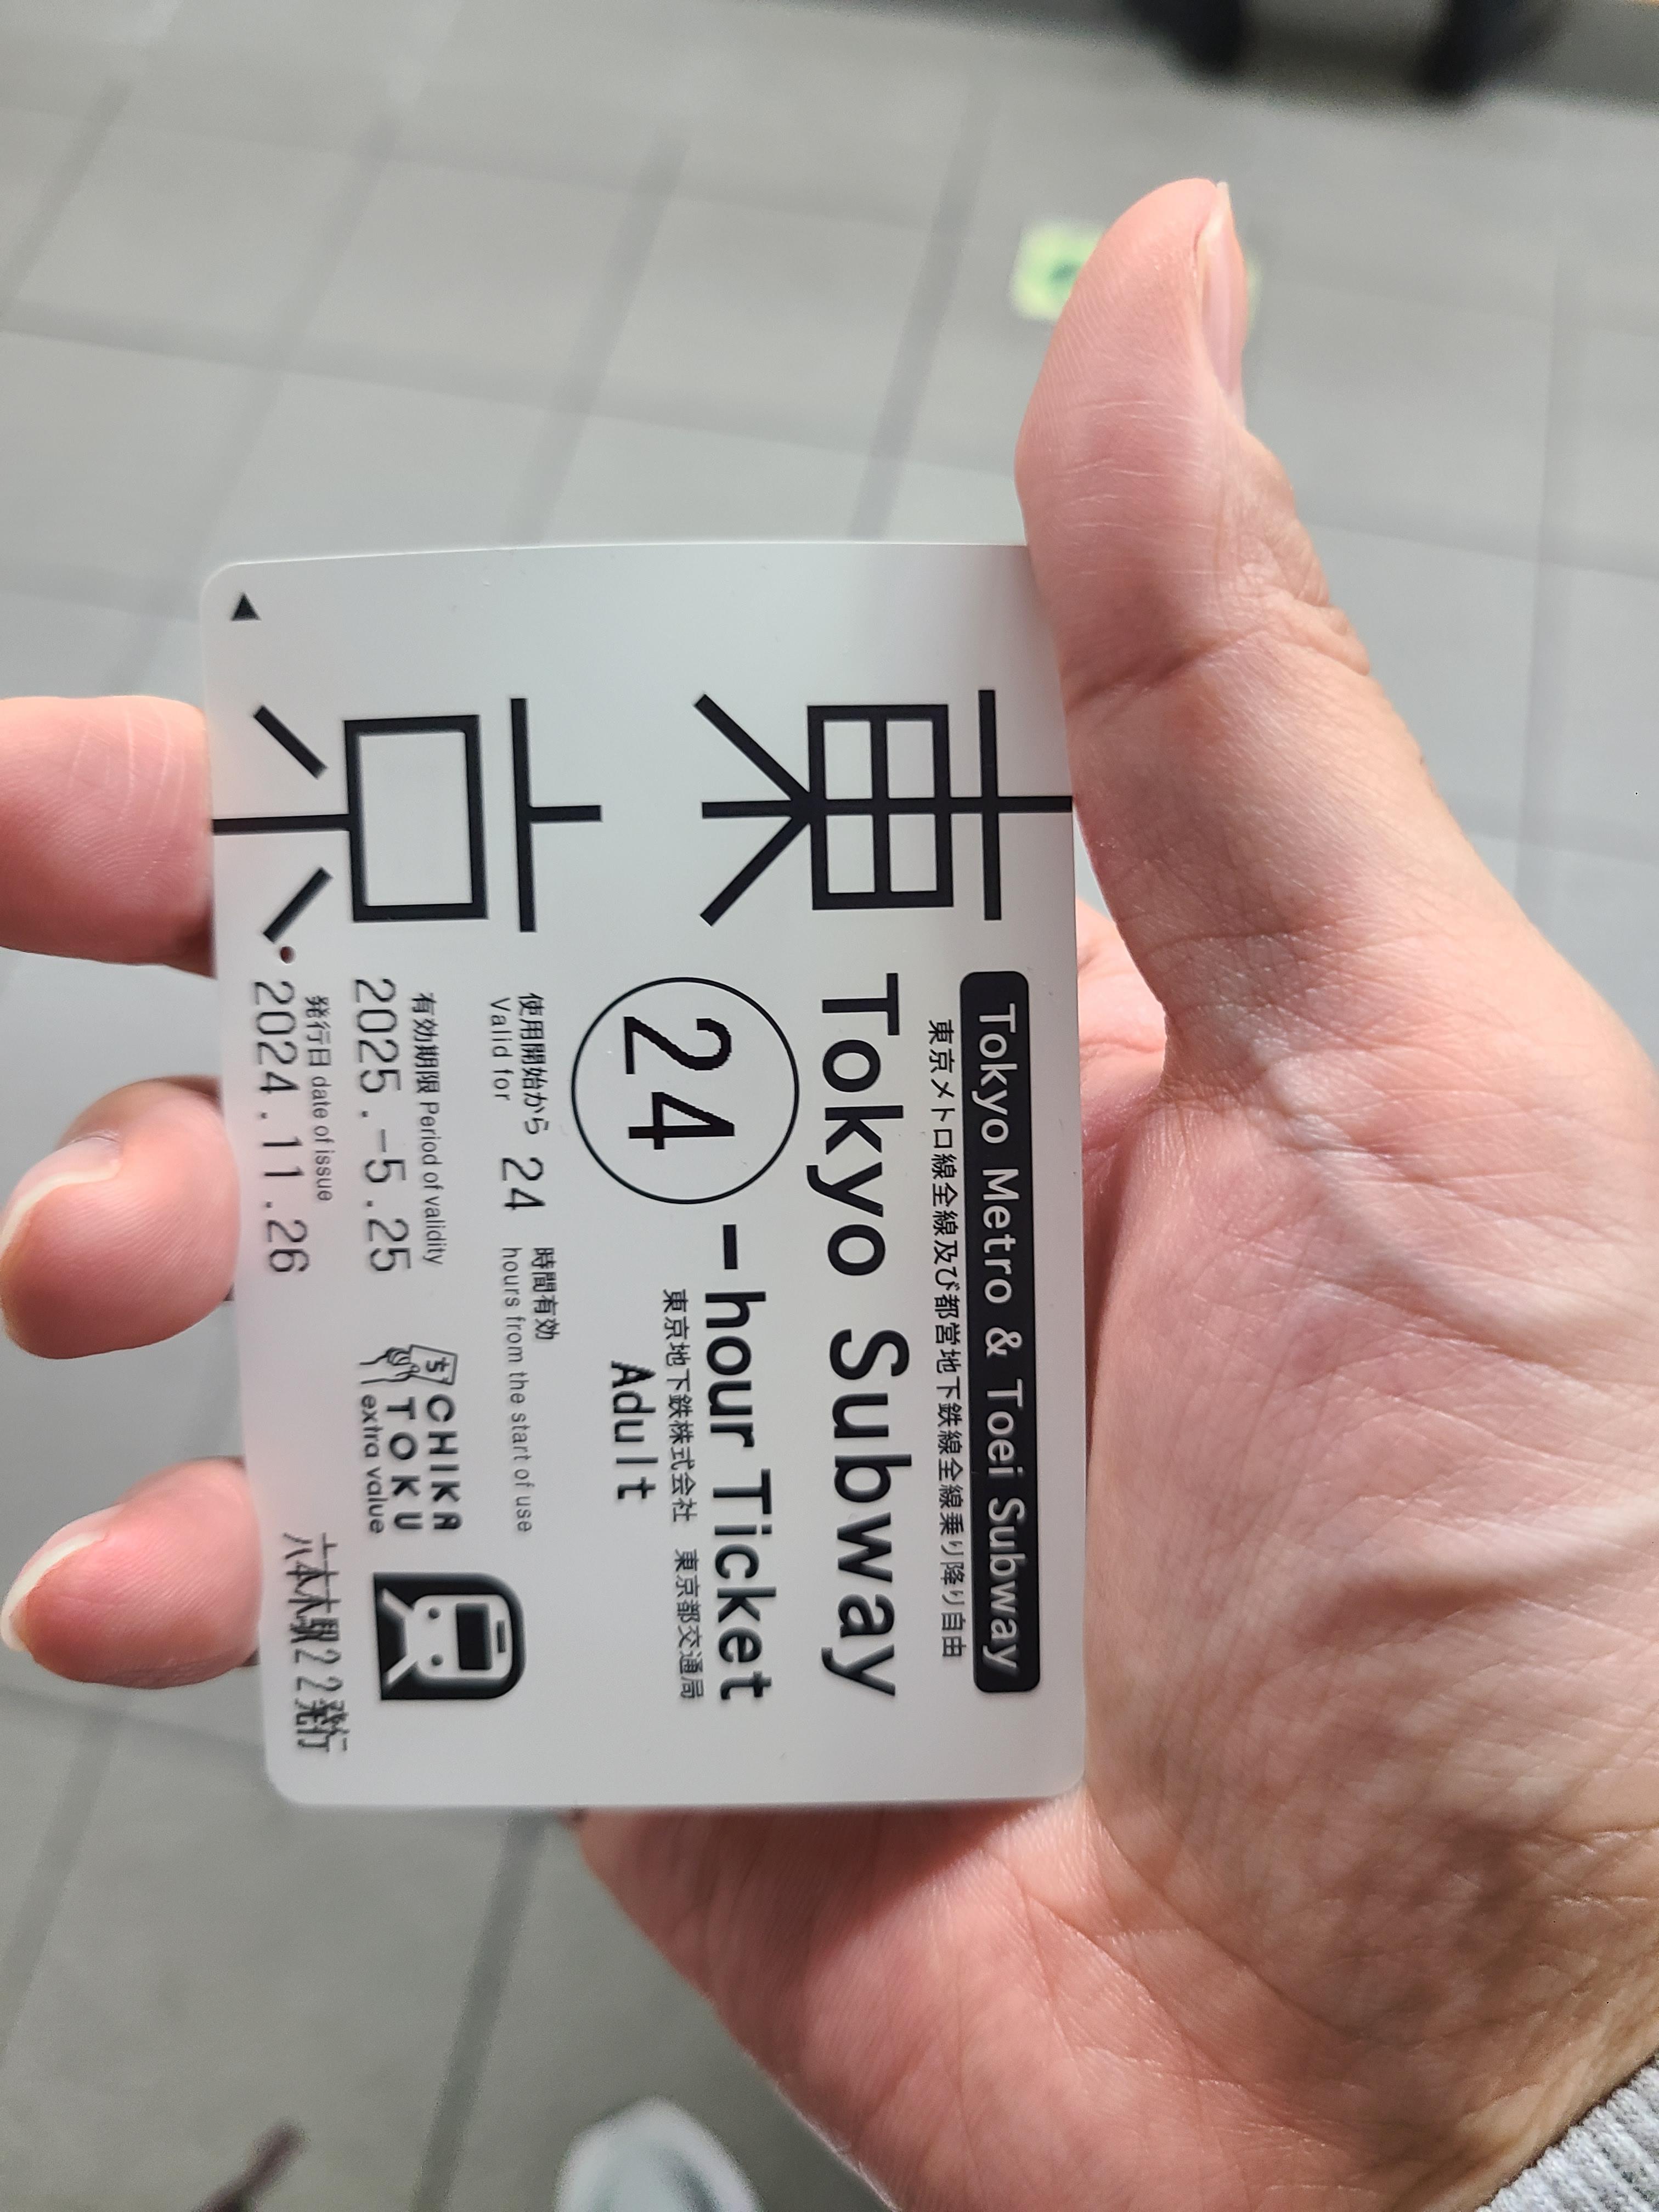 東京
Tokyo Metro & Toei Subway
東京メトロ線全線及び都営地下鉄線全線乗り降り自由
Tokyo Subway
24-hour Ticket
東京地下鉄株式会社 東京都交通局
Adult
使用開始から 24 時間有効
Valid for hours from the start of use
有効期限 Period of validity
2025.-5.25
発行日 date of issue
2024.11.26
CHIKA
TOKU
extra value
六本木駅22発行